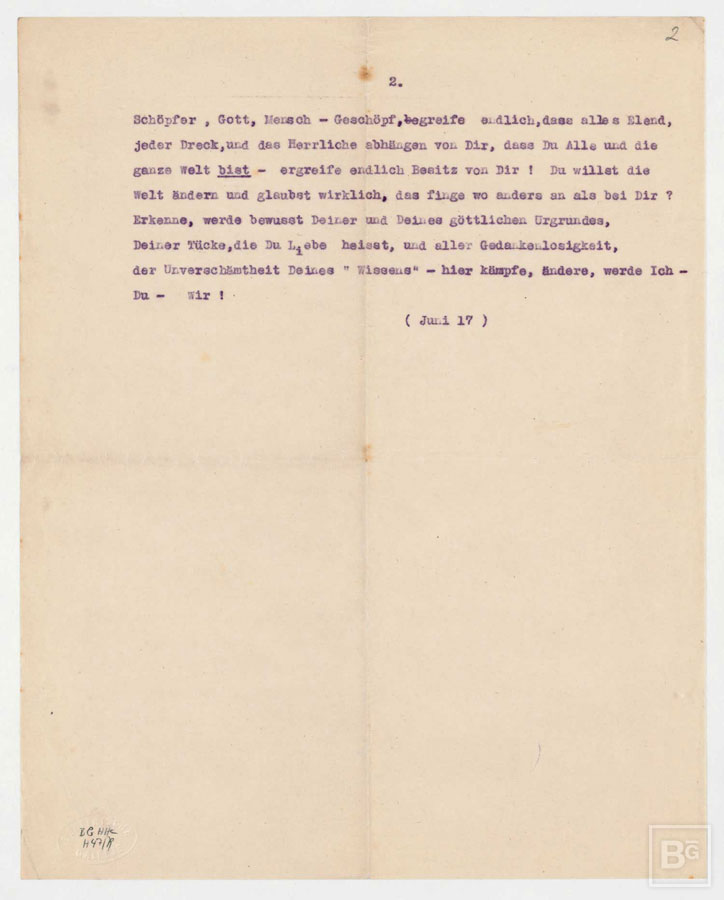 2
2.
Schöpfer , Gott, Mensch - Geschöpf,begreife endlich,dass alles Elend,
jeder Dreck,und das Herrliche abhängen von Dir, dass Du Alle und die
ganze Welt bist - ergreife endlich Besitz von Dir ! Du willst die
Welt ändern und glaubst wirklich, das finge wo anders an als bei Dir ?
Erkenne, werde bewusst Deiner und Deines göttlichen Urgrundes,
Deiner Tücke,die Du Liebe heisst, und aller Gedankenlosigkeit,
der Unverschämtheit Deines " Wissens" - hier kämpfe, ändere, werde Ich -
Du - Wir !
( Juni 17 )
BG
BG